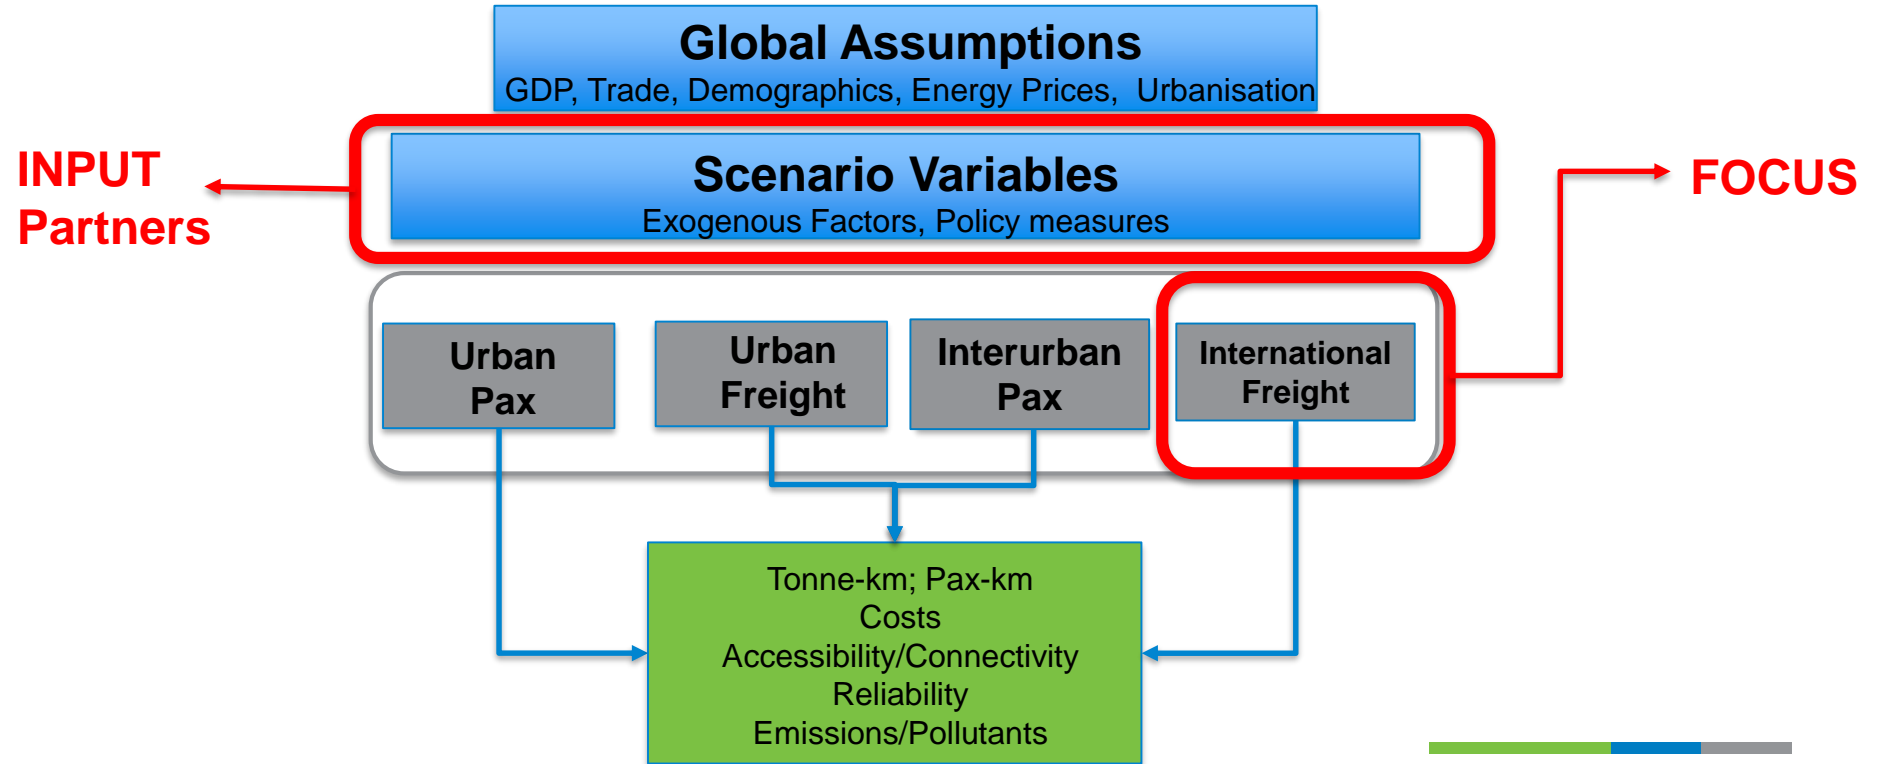 Global Assumptions
GDP, Trade, Demographics, Energy Prices, Urbanisation
INPUT
Partners
Scenario Variables
Exogenous Factors, Policy measures
FOCUS
Urban
Pax
Urban
Freight
Interurban
Pax
International
Freight
Tonne-km; Pax-km
Costs
Accessibility/Connectivity
Reliability
Emissions/Pollutants